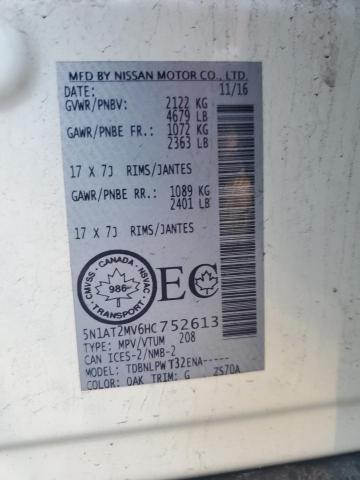 MFD BY NISSAN MOTOR CO., LTD.
DATE: 11/16
GVWR/PNBV: 2122 KG
4679 LB
GAWR/PNBE FR.: 1072 KG
2363 LB
17 X 7J RIMS/JANTES
GAWR/PNBE RR.: 1089 KG
2401 LB
17 X 7J RIMS/JANTES
CMVSS - CANADA - NSVAC
986
TRANSPORT
EC
5N1AT2MV6HC752613
TYPE: MPV/VTUM 208
CAN ICES-2/NMB-2
MODEL: TDBNLPWT32ENA-----
COLOR: QAK TRIM: G ZS70A